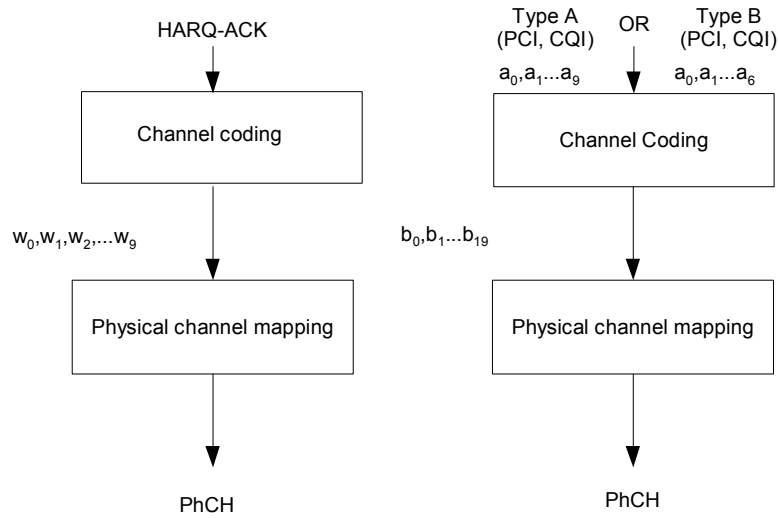 HARQ-ACK
Channel coding
w0,w1,w2,...w9
Physical channel mapping
PhCH
Type A
(PCI, CQI)
OR
Type B
(PCI, CQI)
a0,a1...a9
a0,a1...a6
Channel Coding
b0,b1...b19
Physical channel mapping
PhCH